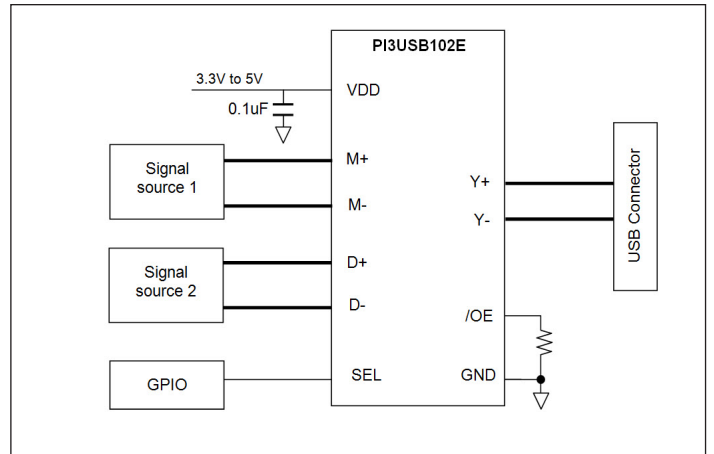 PI3USB102E
3.3V to 5V
VDD
0.1uF
Signal
source 1
M+
M-
Y+
Y-
USB Connector
Signal
source 2
D+
D-
/OE
GPIO
SEL
GND